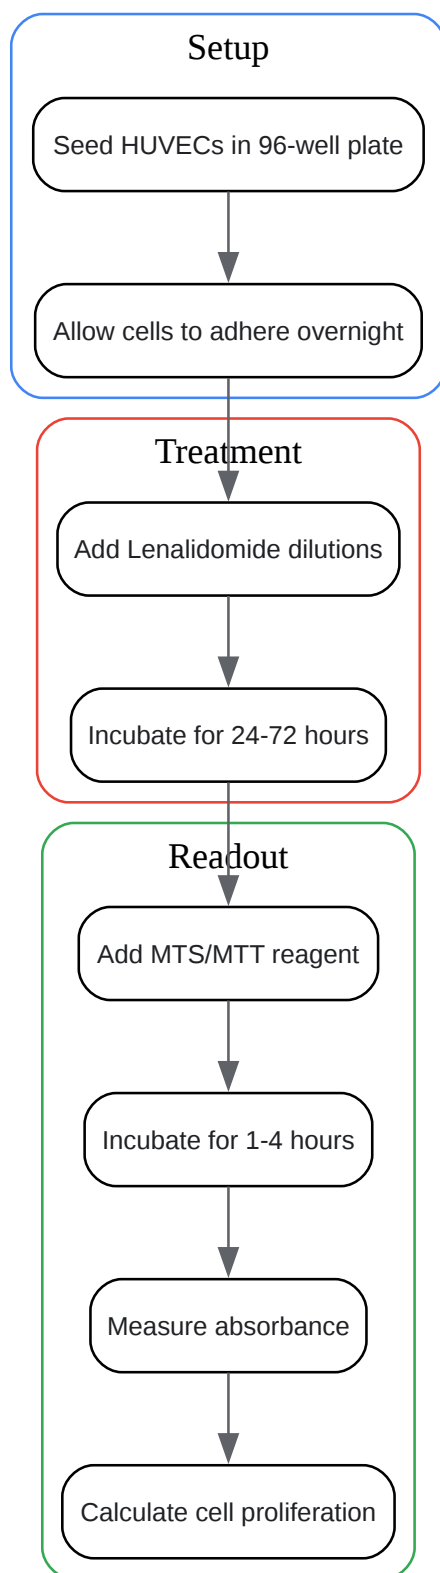 Setup
Seed HUVECs in 96-well plate
Allow cells to adhere overnight
Treatment
Add Lenalidomide dilutions
Incubate for 24-72 hours
Readout
Add MTS/MTT reagent
Incubate for 1-4 hours
Measure absorbance
Calculate cell proliferation